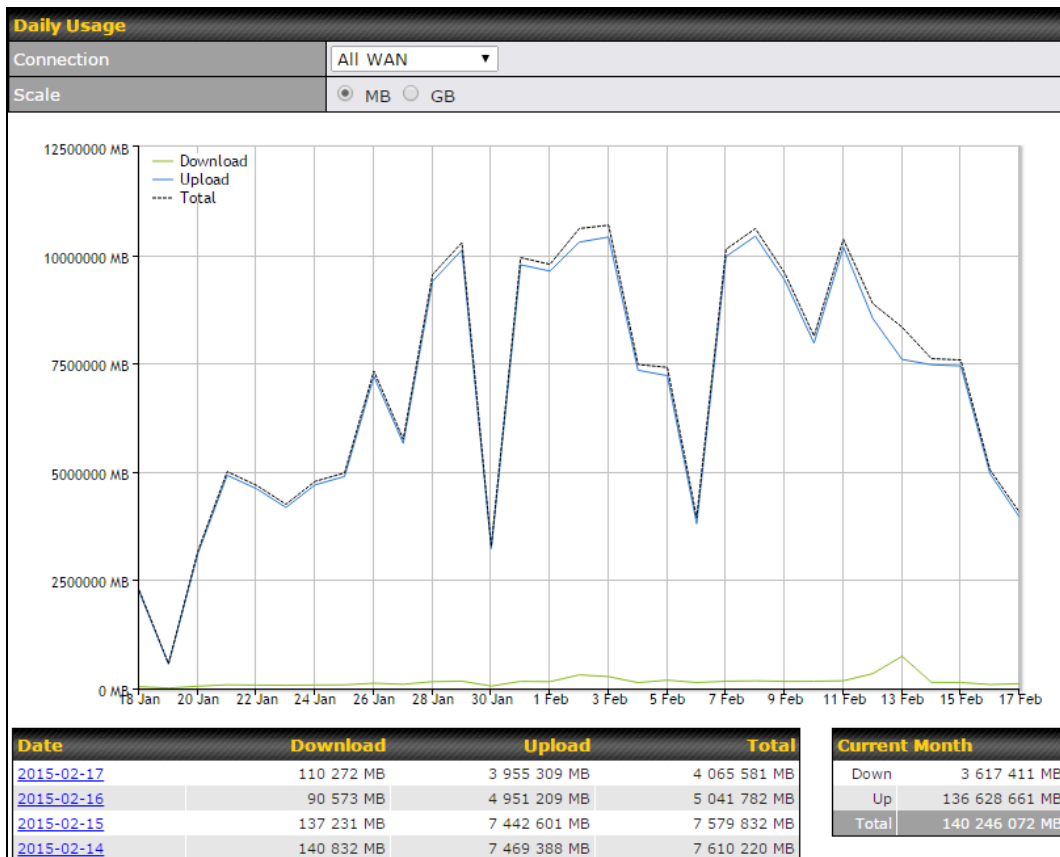 Daily Usage
Connection All WAN
Scale MB GB
Download
Upload
Total
12500000 MB
10000000 MB
7500000 MB
5000000 MB
2500000 MB
0 MB
18 Jan 20 Jan 22 Jan 24 Jan 26 Jan 28 Jan 30 Jan 1 Feb 3 Feb 5 Feb 7 Feb 9 Feb 11 Feb 13 Feb 15 Feb 17 Feb
Date Download Upload Total
2015-02-17 110 272 MB 3 955 309 MB 4 065 581 MB
2015-02-16 90 573 MB 4 951 209 MB 5 041 782 MB
2015-02-15 137 231 MB 7 442 601 MB 7 579 832 MB
2015-02-14 140 832 MB 7 469 388 MB 7 610 220 MB
Current Month
Down 3 617 411 MB
Up 136 628 661 MB
Total 140 246 072 MB